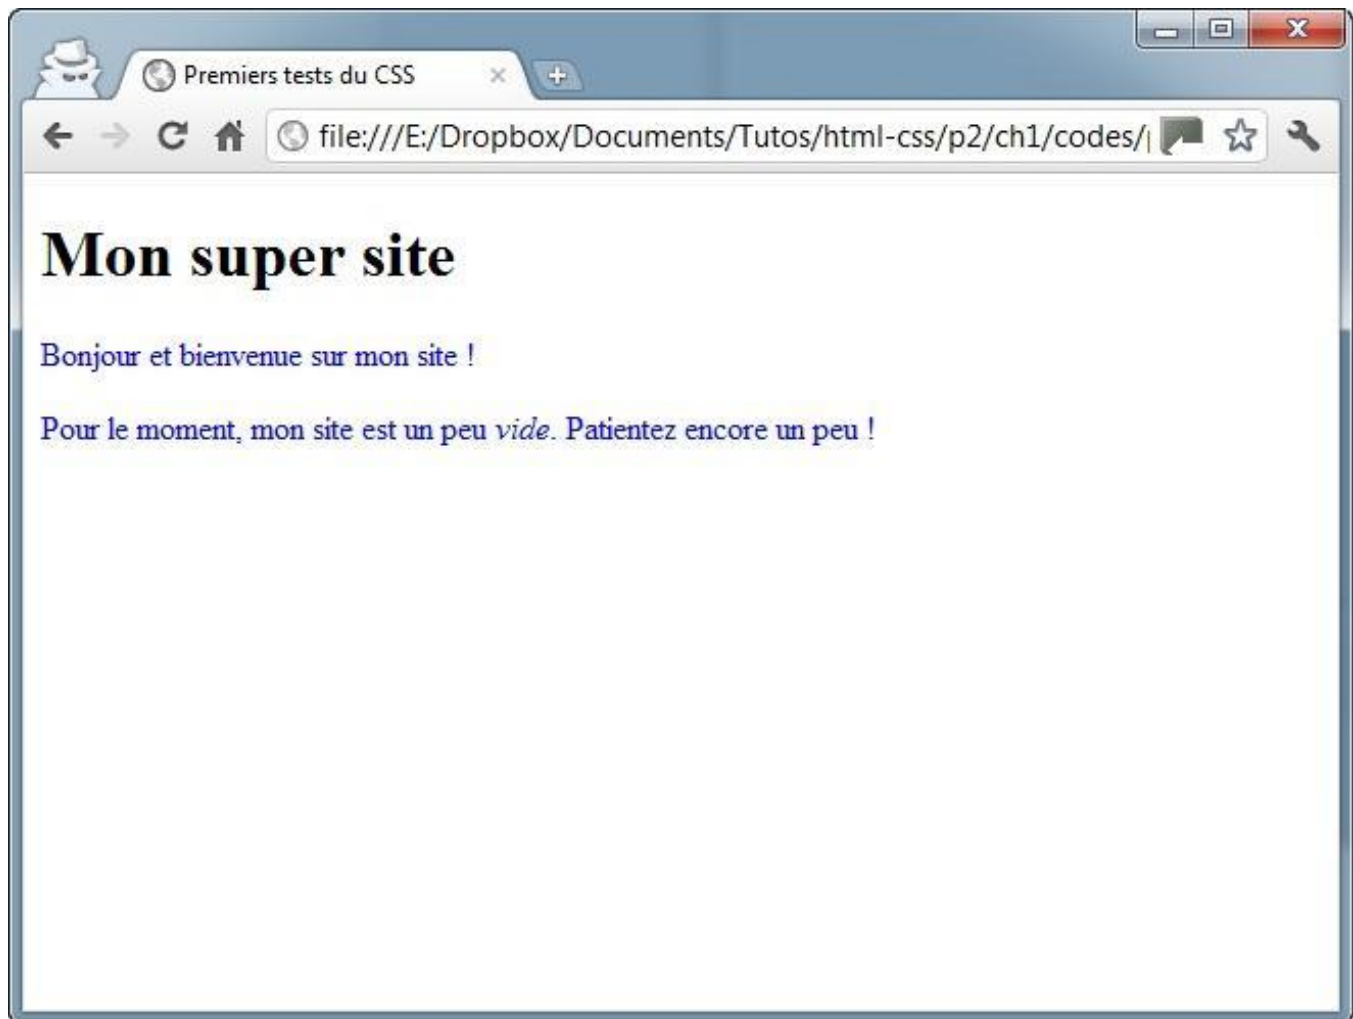 Premiers tests du CSS
file:///E:/Dropbox/Documents/Tutos/html-css/p2/ch1/codes/
Mon super site
Bonjour et bienvenue sur mon site !
Pour le moment, mon site est un peu vide. Patientez encore un peu !